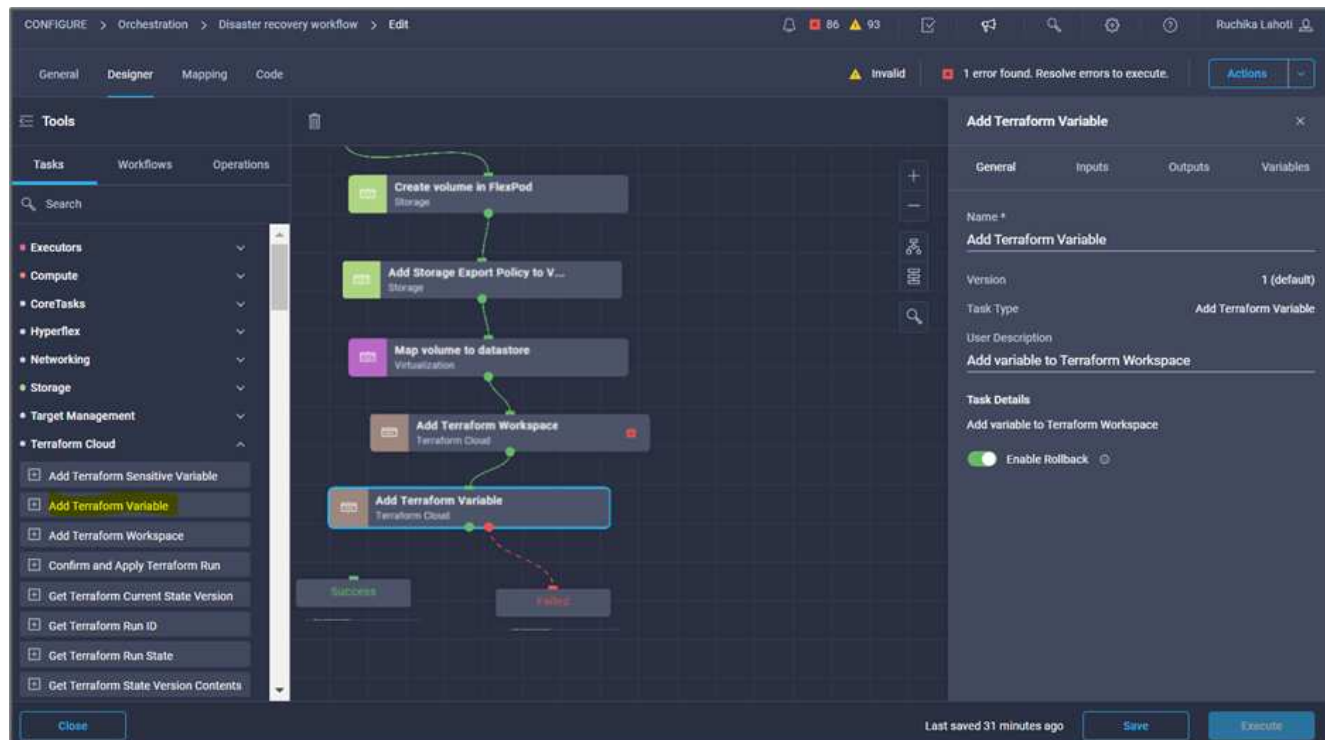 CONFIGURE > Orchestration > Disaster recovery workflow > Edit
86 93
Ruchika Lahoti
General Designer Mapping Code
Invalid 1 error found. Resolve errors to execute. Actions
Tools
Tasks Workflows Operations
Search
Executors
Compute
CoreTasks
Hyperflex
Networking
Storage
Target Management
Terraform Cloud
Add Terraform Sensitive Variable
Add Terraform Variable
Add Terraform Workspace
Confirm and Apply Terraform Run
Get Terraform Current State Version
Get Terraform Run ID
Get Terraform Run State
Get Terraform State Version Contents
Create volume in FlexPod
Storage
Add Storage Export Policy to V...
Storage
Map volume to datastore
Virtualization
Add Terraform Workspace
Terraform Cloud
Add Terraform Variable
Terraform Cloud
Success
Failed
Add Terraform Variable
General Inputs Outputs Variables
Name *
Add Terraform Variable
Version 1 (default)
Task Type Add Terraform Variable
User Description
Add variable to Terraform Workspace
Task Details
Add variable to Terraform Workspace
Enable Rollback
Close Last saved 31 minutes ago Save Execute